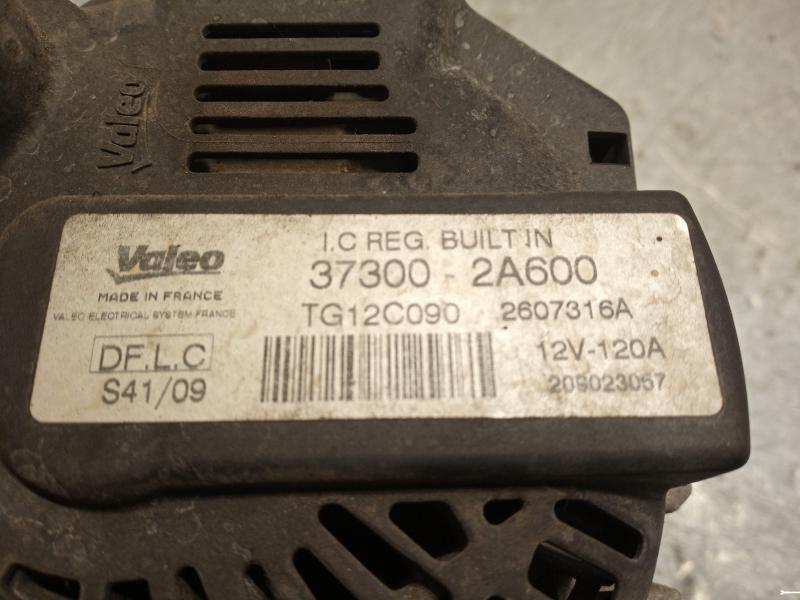 Valeo
Valeo
MADE IN FRANCE
VALEO ELECTRICAL SYSTEM FRANCE
DF.L.C
S41/09
I.C REG. BUILT IN
37300 - 2A600
TG12C090 2607316A
12V-120A
209023057